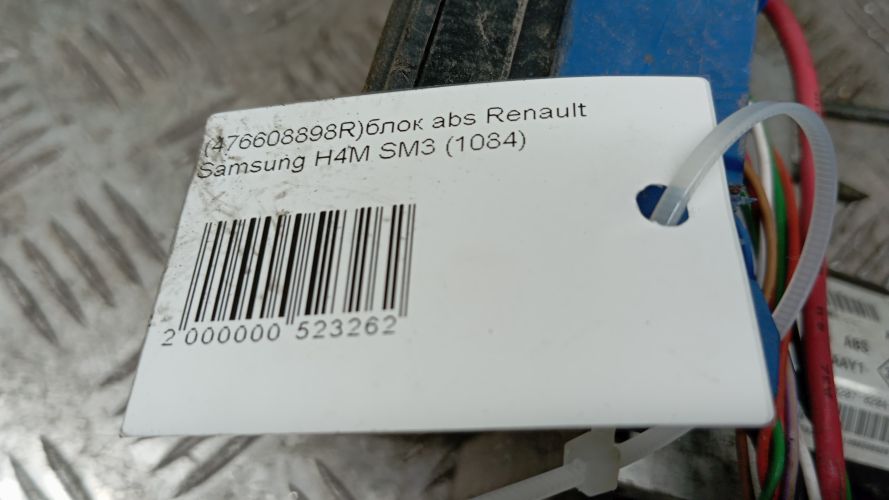 (476608898R)блок abs Renault
Samsung H4M SM3 (1084)
2 000000 523262
ABS